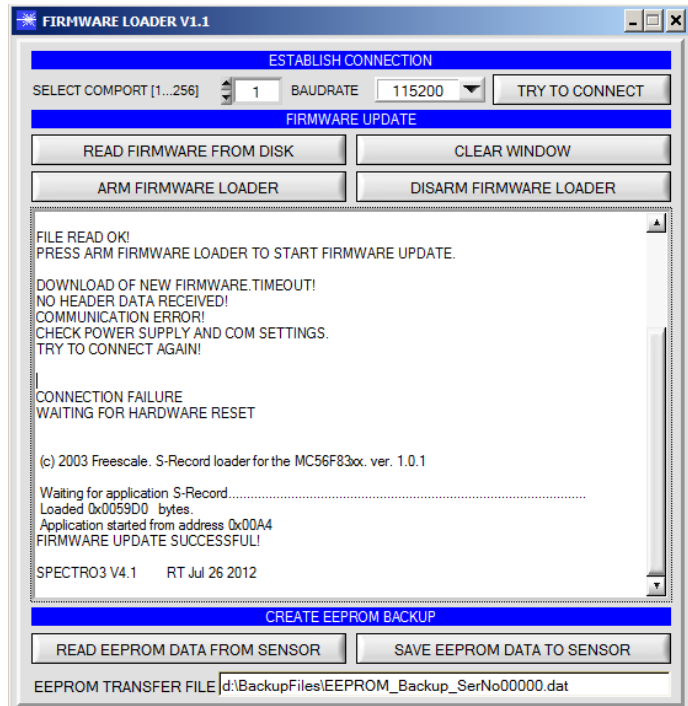 FIRMWARE LOADER V1.1
ESTABLISH CONNECTION
SELECT COMPORT [1...256] 1 BAUDRATE 115200 TRY TO CONNECT
FIRMWARE UPDATE
READ FIRMWARE FROM DISK CLEAR WINDOW
ARM FIRMWARE LOADER DISARM FIRMWARE LOADER
FILE READ OK!
PRESS ARM FIRMWARE LOADER TO START FIRMWARE UPDATE.
DOWNLOAD OF NEW FIRMWARE.TIMEOUT!
NO HEADER DATA RECEIVED!
COMMUNICATION ERROR!
CHECK POWER SUPPLY AND COM SETTINGS.
TRY TO CONNECT AGAIN!
CONNECTION FAILURE
WAITING FOR HARDWARE RESET
(c) 2003 Freescale. S-Record loader for the MC56F83xx. ver. 1.0.1
Waiting for application S-Record.....................................................................................................
Loaded 0x0059D0 bytes.
Application started from address 0x00A4
FIRMWARE UPDATE SUCCESSFUL!
SPECTRO3 V4.1 RT Jul 26 2012
CREATE EEPROM BACKUP
READ EEPROM DATA FROM SENSOR SAVE EEPROM DATA TO SENSOR
EEPROM TRANSFER FILE d:\BackupFiles\EEPROM_Backup_SerNo00000.dat